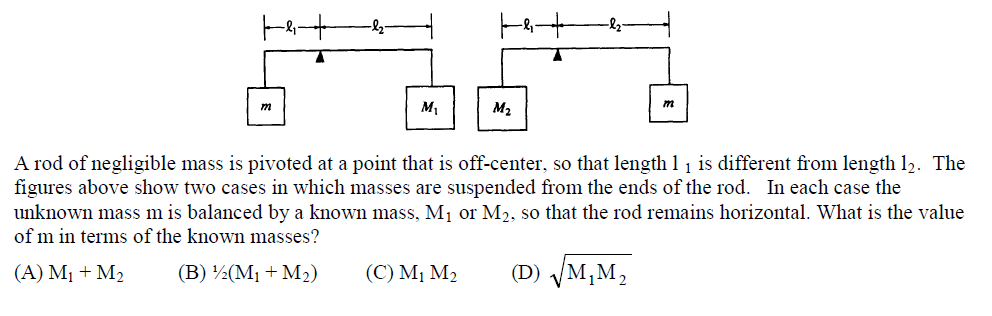 ℓ₁ ℓ₂ ℓ₁ ℓ₂
m M₁ M₂ m
A rod of negligible mass is pivoted at a point that is off-center, so that length l ₁ is different from length l₂. The
figures above show two cases in which masses are suspended from the ends of the rod. In each case the
unknown mass m is balanced by a known mass, M₁ or M₂, so that the rod remains horizontal. What is the value
of m in terms of the known masses?
(A) M₁ + M₂ (B) ½(M₁ + M₂) (C) M₁ M₂ (D) √M₁M₂